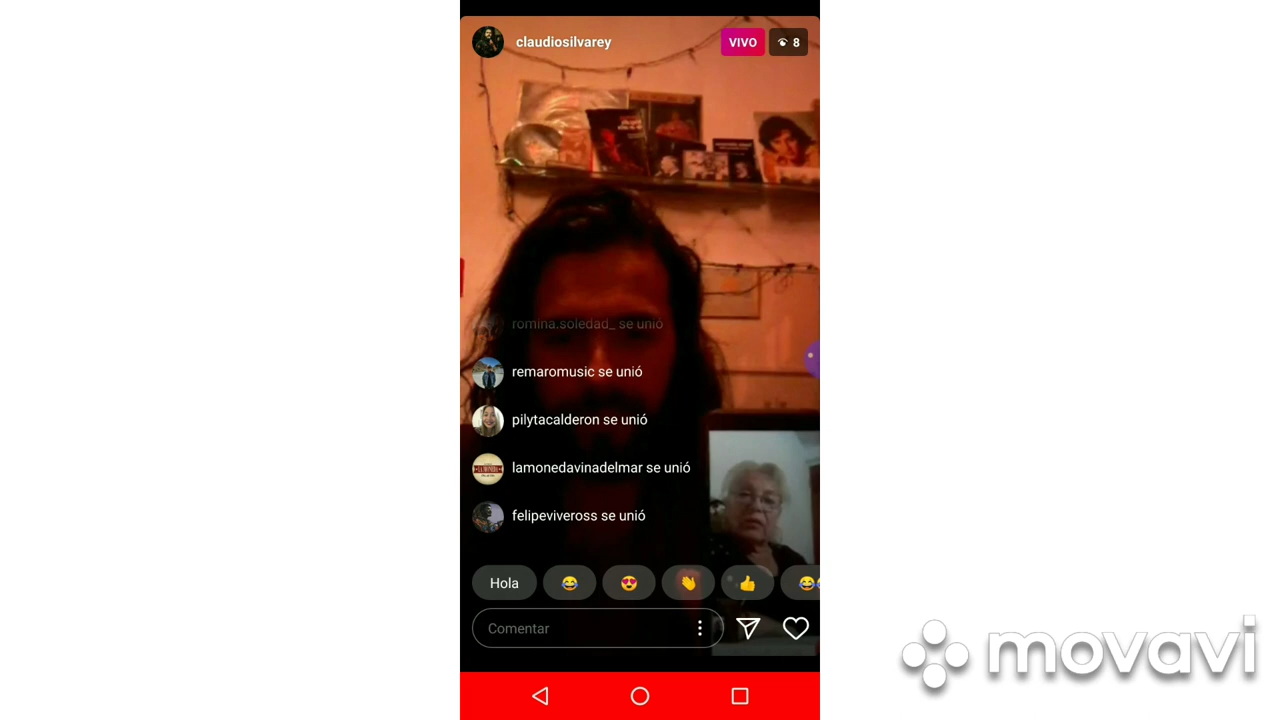 claudiosilvarey
VIVO
8
romina.soledad_ se unió
remaromusic se unió
pilytacalderon se unió
lamonedavinadelmar se unió
felipeviveross se unió
Hola
Comentar
movavi